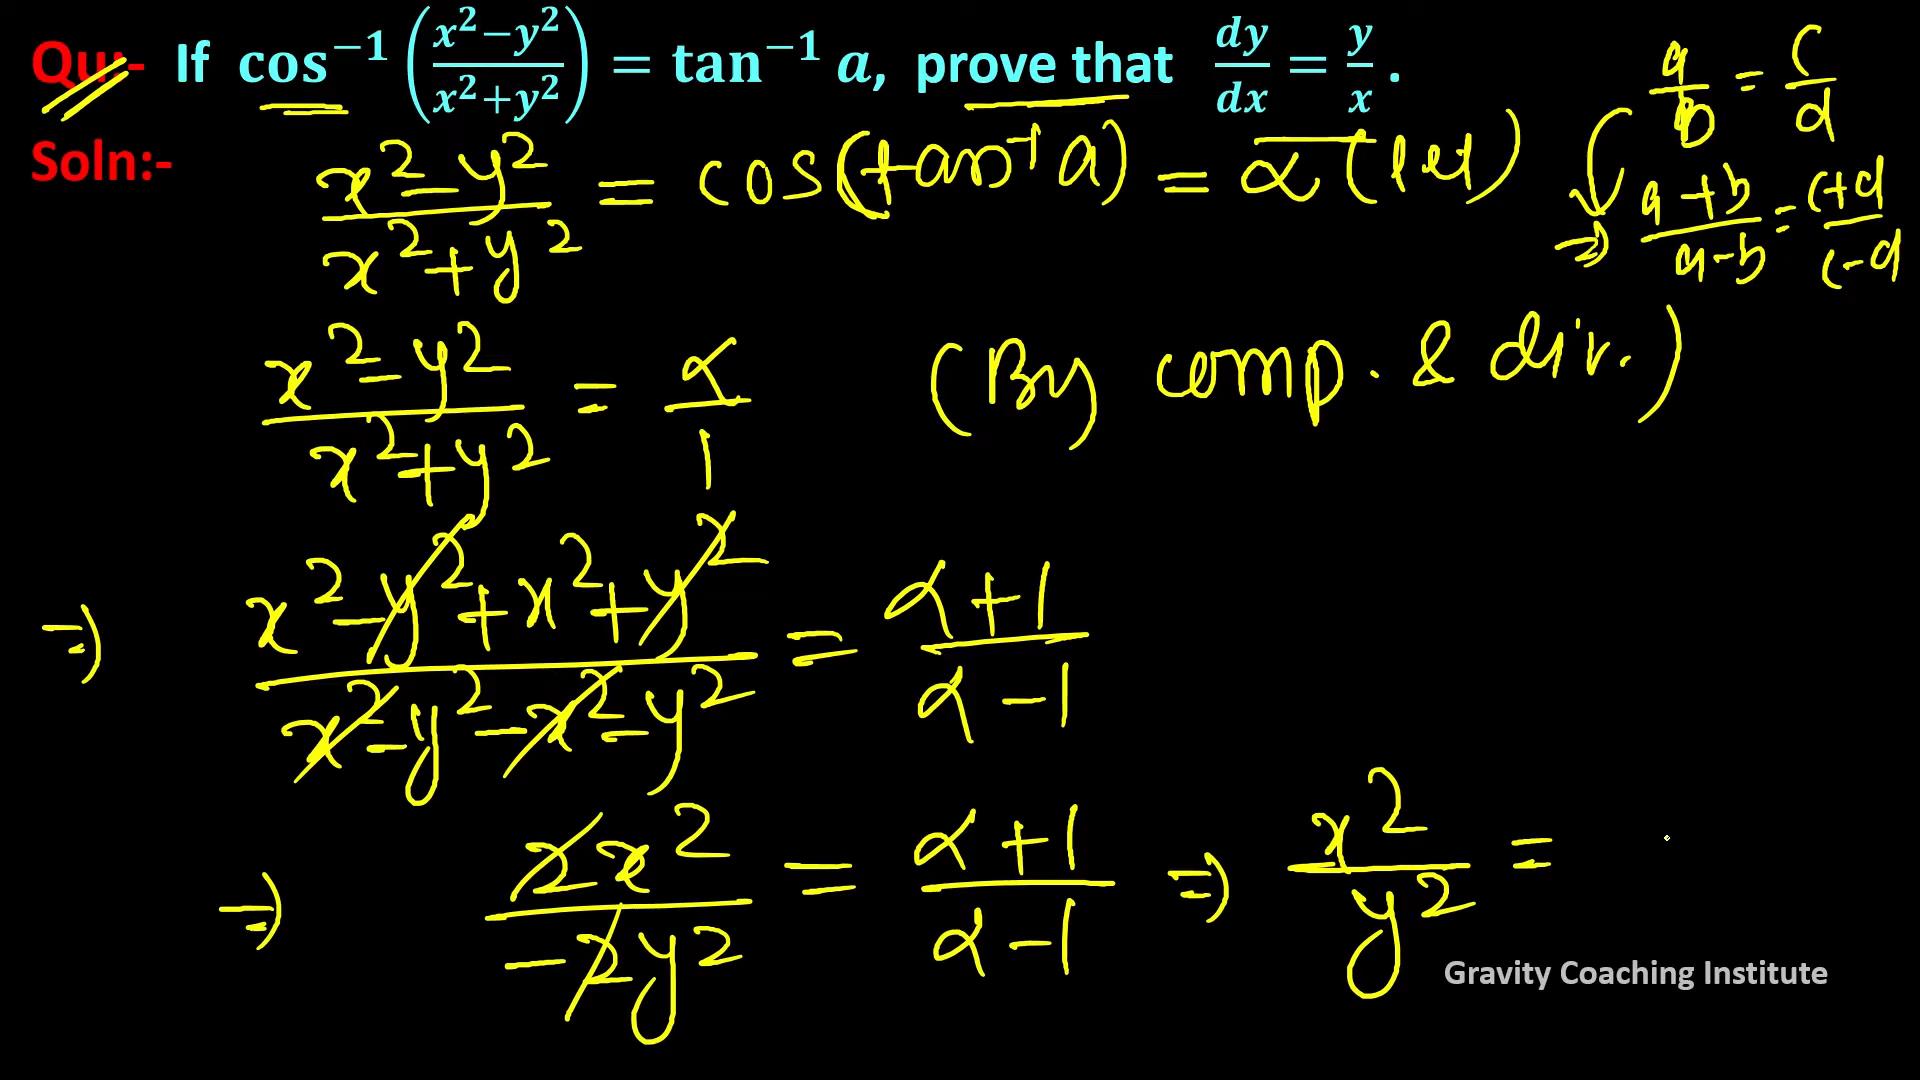 Qu:- If cos⁻¹ ((x²−y²)/(x²+y²)) = tan⁻¹ a, prove that dy/dx = y/x .
a/b = c/d
Soln:- (x²−y²)/(x²+y²) = cos(tan⁻¹ a) = α (let)
⇒ (a+b)/(a−b) = (c+d)/(c−d)
(x²−y²)/(x²+y²) = α/1 (By comp. & div.)
⇒ (x²−y²+x²+y²)/(x²−y²−x²−y²) = (α+1)/(α−1)
⇒ 2x²/−2y² = (α+1)/(α−1) ⇒ x²/y² =
Gravity Coaching Institute